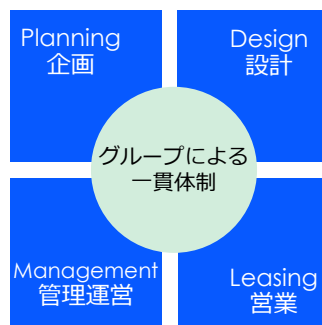 Planning
企画
Design
設計
グループによる
一貫体制
Management
管理運営
Leasing
営業